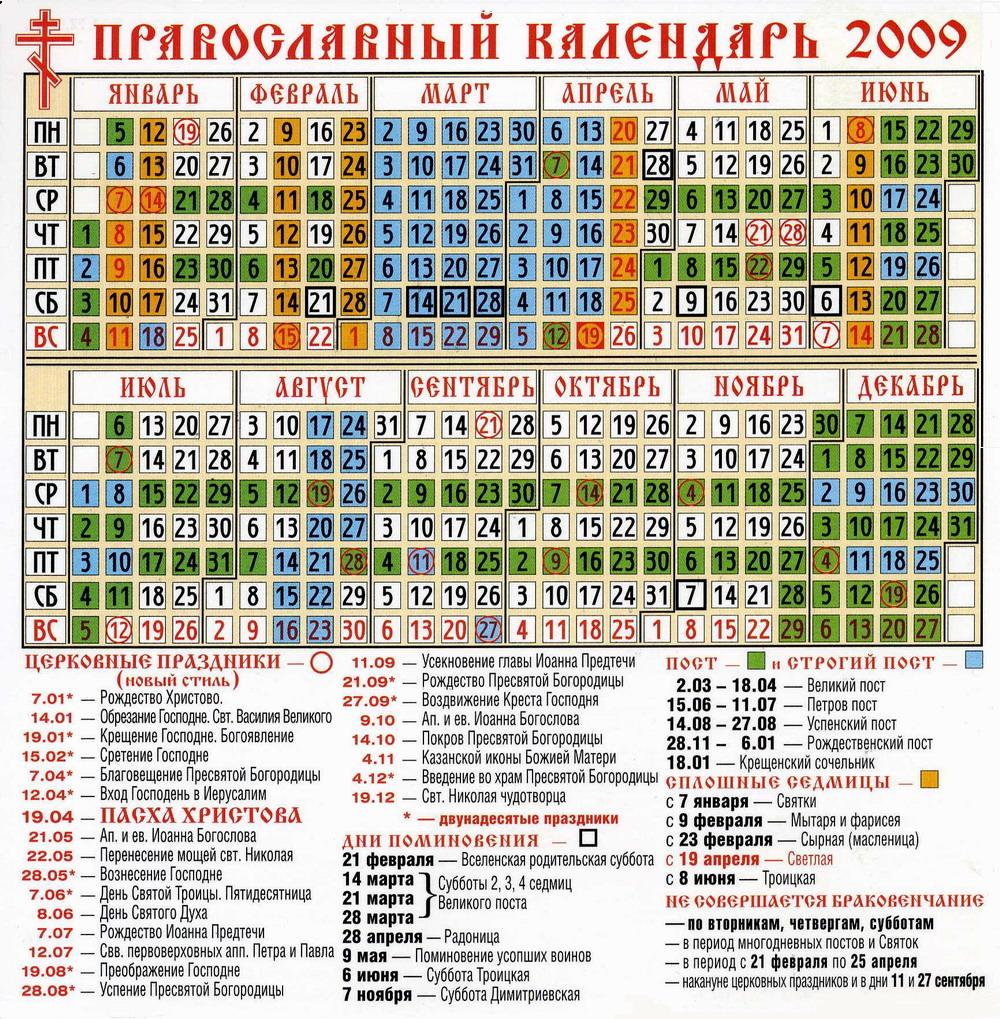 ПРАВОСЛАВНЫЙ КАЛЕНДАРЬ 2009
ЯНВАРЬ ФЕВРАЛЬ МАРТ АПРЕЛЬ МАЙ ИЮНЬ
ПН 5 12 19 26 2 9 16 23 2 9 16 23 30 6 13 20 27 4 11 18 25 1 8 15 22 29
ВТ 6 13 20 27 3 10 17 24 3 10 17 24 31 7 14 21 28 5 12 19 26 2 9 16 23 30
СР 7 14 21 28 4 11 18 25 4 11 18 25 1 8 15 22 29 6 13 20 27 3 10 17 24
ЧТ 1 8 15 22 29 5 12 19 26 5 12 19 26 2 9 16 23 30 7 14 21 28 4 11 18 25
ПТ 2 9 16 23 30 6 13 20 27 6 13 20 27 3 10 17 24 1 8 15 22 29 5 12 19 26
СБ 3 10 17 24 31 7 14 21 28 7 14 21 28 4 11 18 25 2 9 16 23 30 6 13 20 27
ВС 4 11 18 25 1 8 15 22 1 8 15 22 29 5 12 19 26 3 10 17 24 31 7 14 21 28
ИЮЛЬ АВГУСТ СЕНТЯБРЬ ОКТЯБРЬ НОЯБРЬ ДЕКАБРЬ
ПН 6 13 20 27 3 10 17 24 31 7 14 21 28 5 12 19 26 2 9 16 23 30 7 14 21 28
ВТ 7 14 21 28 4 11 18 25 1 8 15 22 29 6 13 20 27 3 10 17 24 1 8 15 22 29
СР 1 8 15 22 29 5 12 19 26 2 9 16 23 30 7 14 21 28 4 11 18 25 2 9 16 23 30
ЧТ 2 9 16 23 30 6 13 20 27 3 10 17 24 1 8 15 22 29 5 12 19 26 3 10 17 24 31
ПТ 3 10 17 24 31 7 14 21 28 4 11 18 25 2 9 16 23 30 6 13 20 27 4 11 18 25
СБ 4 11 18 25 1 8 15 22 29 5 12 19 26 3 10 17 24 31 7 14 21 28 5 12 19 26
ВС 5 12 19 26 2 9 16 23 30 6 13 20 27 4 11 18 25 1 8 15 22 29 6 13 20 27
ЦЕРКОВНЫЕ ПРАЗДНИКИ —
(НОВЫЙ СТИЛЬ)
7.01* — Рождество Христово.
14.01 — Обрезание Господне. Свт. Василия Великого
19.01* — Крещение Господне. Богоявление
15.02* — Сретение Господне
7.04* — Благовещение Пресвятой Богородицы
12.04* — Вход Господень в Иерусалим
19.04 — ПАСХА ХРИСТОВА
21.05 — Ап. и ев. Иоанна Богослова
22.05 — Перенесение мощей свт. Николая
28.05* — Вознесение Господне
7.06* — День Святой Троицы. Пятидесятница
8.06 — День Святого Духа
7.07 — Рождество Иоанна Предтечи
12.07 — Свв. первоверховных апп. Петра и Павла
19.08* — Преображение Господне
28.08* — Успение Пресвятой Богородицы
11.09 — Усекновение главы Иоанна Предтечи
21.09* — Рождество Пресвятой Богородицы
27.09* — Воздвижение Креста Господня
9.10 — Ап. и ев. Иоанна Богослова
14.10 — Покров Пресвятой Богородицы
4.11 — Казанской иконы Божией Матери
4.12* — Введение во храм Пресвятой Богородицы
19.12 — Свт. Николая чудотворца
* — двунадесятые праздники
ДНИ ПОМИНОВЕНИЯ —
21 февраля — Вселенская родительская суббота
14 марта
21 марта
28 марта
Субботы 2, 3, 4 седмиц
Великого поста
28 апреля — Радоница
9 мая — Поминовение усопших воинов
6 июня — Суббота Троицкая
7 ноября — Суббота Димитриевская
ПОСТ — и СТРОГИЙ ПОСТ —
2.03 – 18.04 — Великий пост
15.06 – 11.07 — Петров пост
14.08 – 27.08 — Успенский пост
28.11 – 6.01 — Рождественский пост
18.01 — Крещенский сочельник
СПЛОШНЫЕ СЕДМИЦЫ —
с 7 января — Святки
с 9 февраля — Мытаря и фарисея
с 23 февраля — Сырная (масленица)
с 19 апреля — Светлая
с 8 июня — Троицкая
НЕ СОВЕРШАЕТСЯ БРАКОВЕНЧАНИЕ
— по вторникам, четвергам, субботам
— в период многодневных постов и Святок
— в период с 21 февраля по 25 апреля
— накануне церковных праздников и в дни 11 и 27 сентября